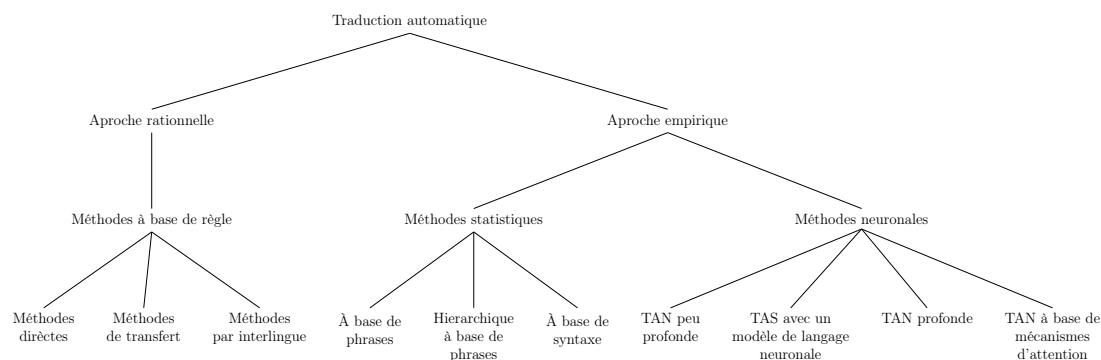 Traduction automatique
Aproche rationnelle
Aproche empirique
Méthodes à base de règle
Méthodes statistiques
Méthodes neuronales
Méthodes
dirèctes
Méthodes
de transfert
Méthodes
par interlingue
À base de
phrases
Hierarchique
à base de
phrases
À base de
syntaxe
TAN peu
profonde
TAS avec un
modèle de langage
neuronale
TAN profonde
TAN à base de
mécanismes
d'attention